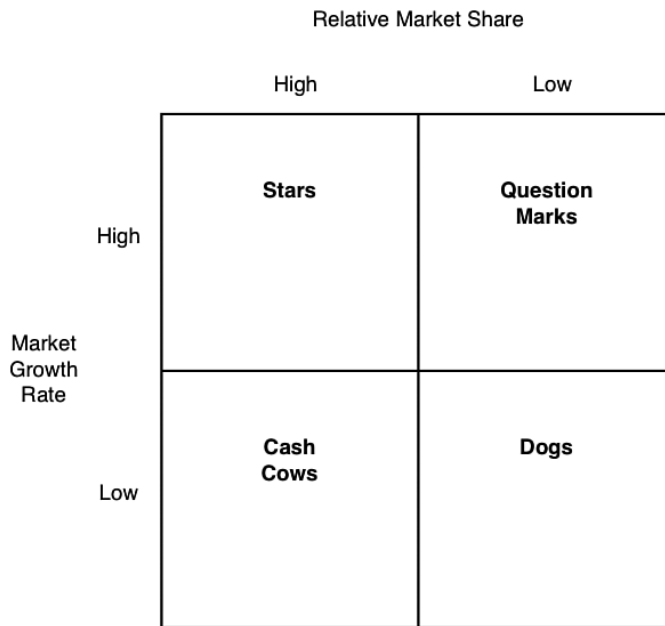 Relative Market Share
High
Low
Stars
Question
Marks
High
Market
Growth
Rate
Cash
Cows
Dogs
Low